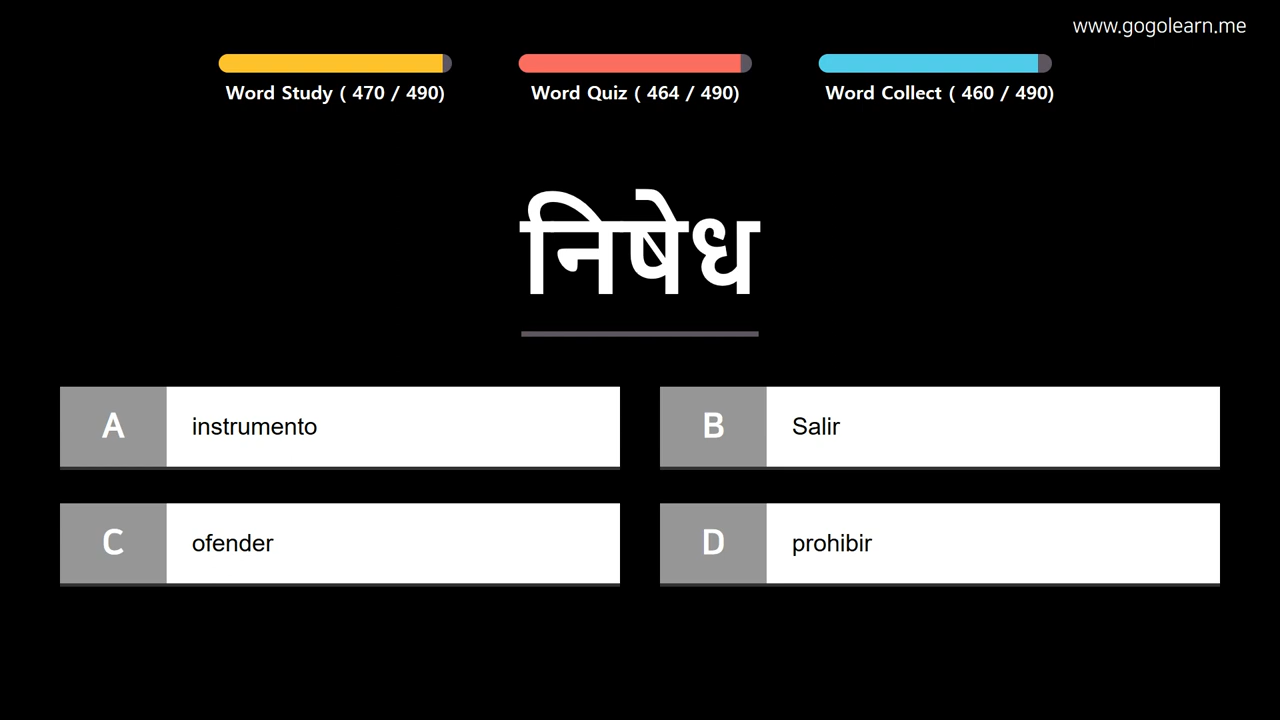 www.gogolearn.me
Word Study ( 470 / 490)
Word Quiz ( 464 / 490)
Word Collect ( 460 / 490)
निषेध
A instrumento
B Salir
C ofender
D prohibir